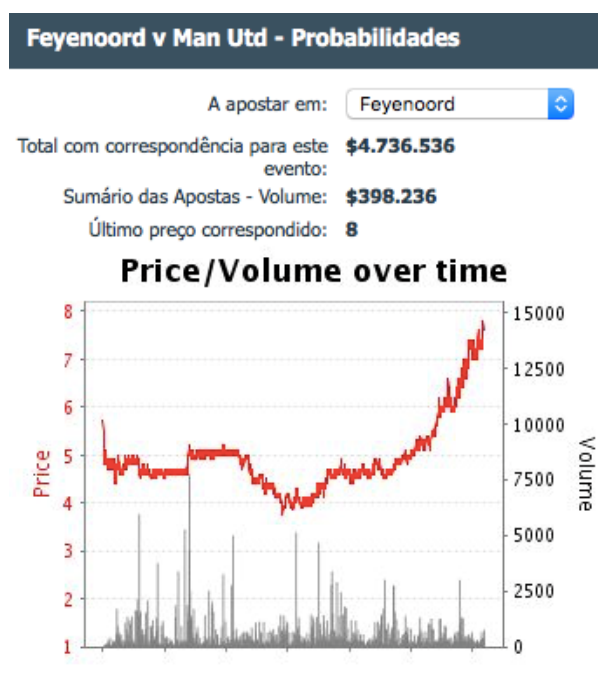 Feyenoord v Man Utd - Probabilidades
A apostar em: Feyenoord
Total com correspondência para este $4.736.536
evento:
Sumário das Apostas - Volume: $398.236
Último preço correspondido: 8
Price/Volume over time
8
7
6
5
4
3
2
1
Price
15000
12500
10000
7500
5000
2500
0
Volume